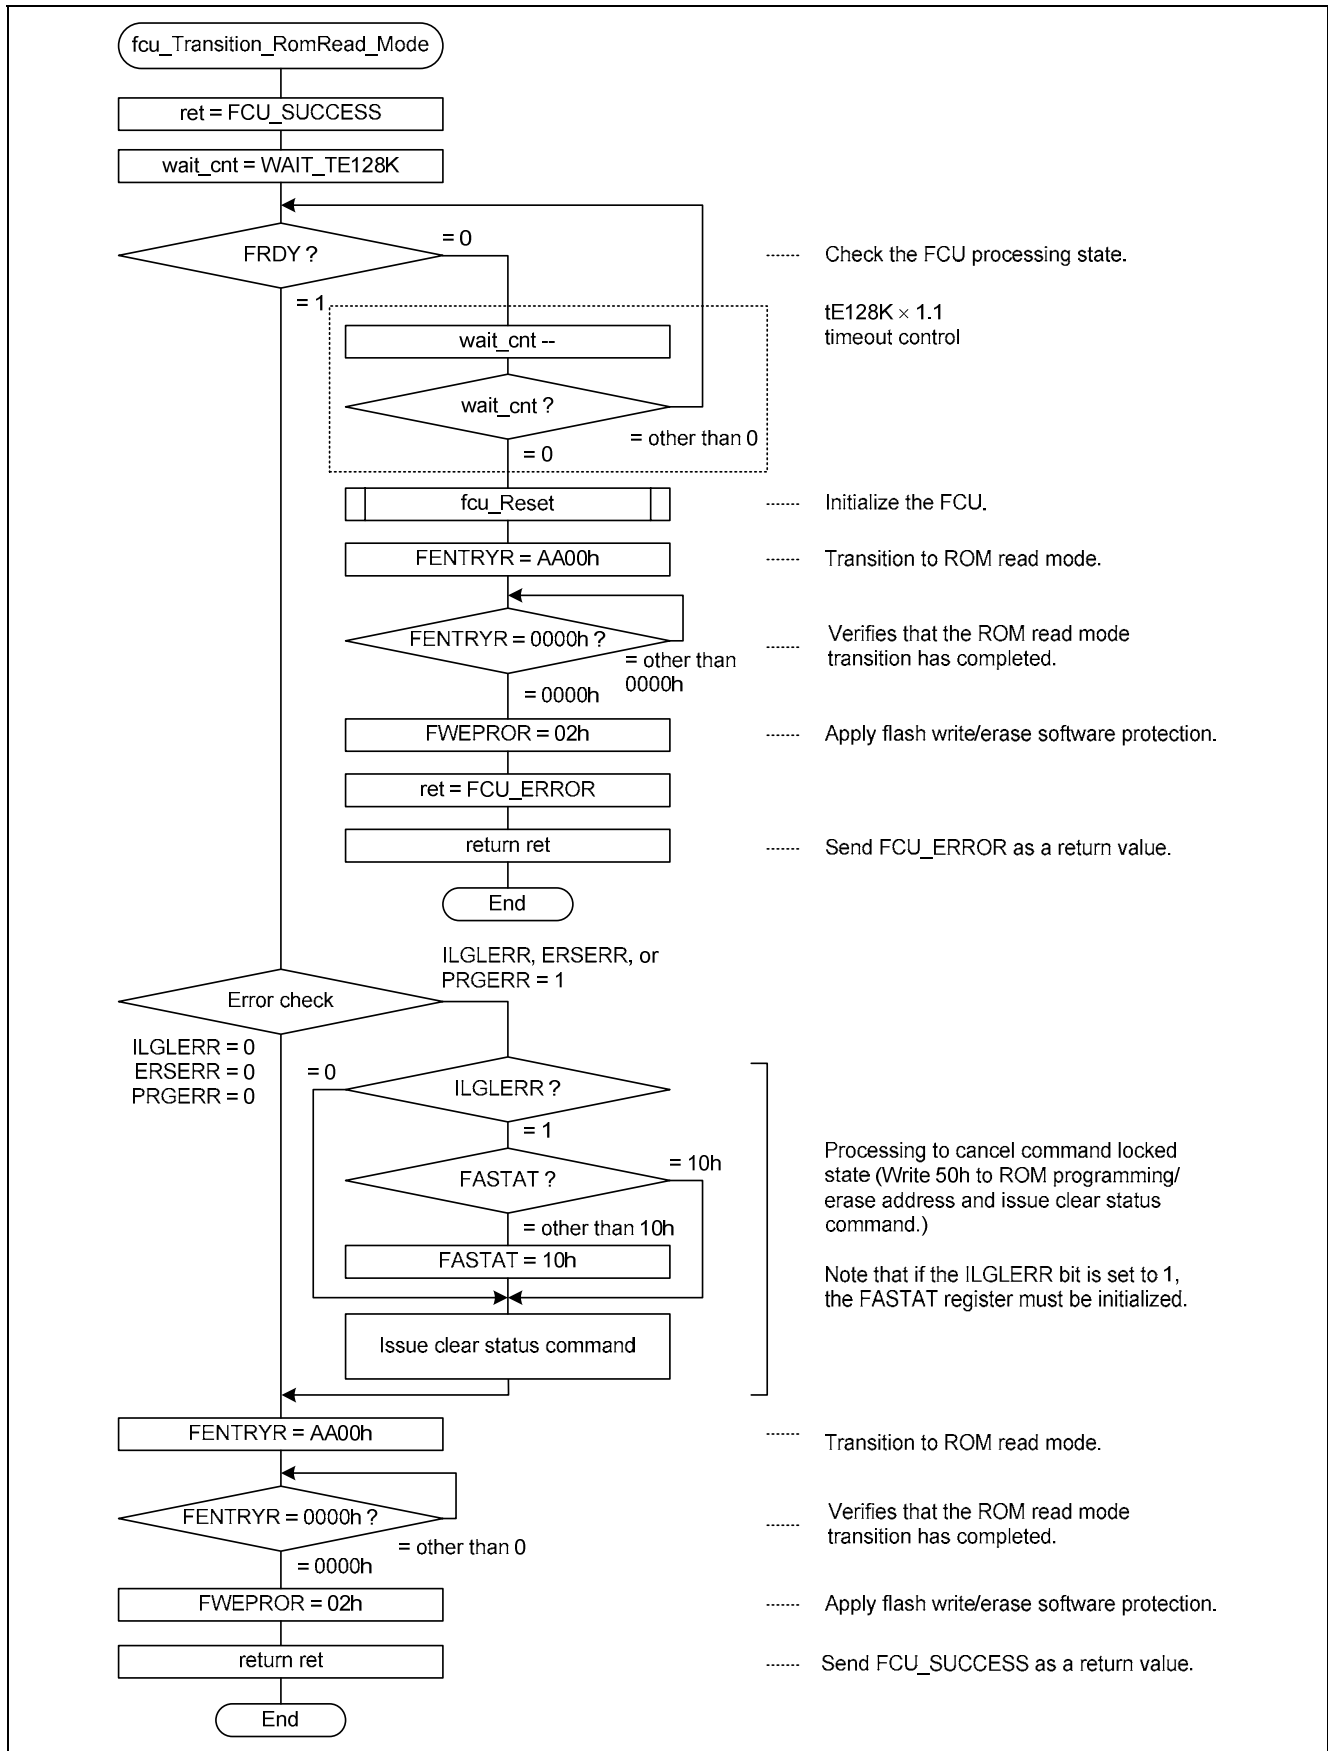 fcu_Transition_RomRead_Mode
ret = FCU_SUCCESS
wait_cnt = WAIT_TE128K
FRDY ?
= 0
Check the FCU processing state.
= 1
tE128K × 1.1
timeout control
wait_cnt --
wait_cnt ?
= other than 0
= 0
fcu_Reset
Initialize the FCU.
FENTRYR = AA00h
Transition to ROM read mode.
FENTRYR = 0000h ?
= other than
0000h
Verifies that the ROM read mode
transition has completed.
= 0000h
FWEPROR = 02h
Apply flash write/erase software protection.
ret = FCU_ERROR
return ret
Send FCU_ERROR as a return value.
End
ILGLERR, ERSERR, or
PRGERR = 1
Error check
ILGLERR = 0
ERSERR = 0
PRGERR = 0
= 0
ILGLERR ?
= 1
FASTAT ?
= 10h
= other than 10h
FASTAT = 10h
Processing to cancel command locked
state (Write 50h to ROM programming/
erase address and issue clear status
command.)
Note that if the ILGLERR bit is set to 1,
the FASTAT register must be initialized.
Issue clear status command
FENTRYR = AA00h
Transition to ROM read mode.
FENTRYR = 0000h ?
= other than 0
Verifies that the ROM read mode
transition has completed.
= 0000h
FWEPROR = 02h
Apply flash write/erase software protection.
return ret
Send FCU_SUCCESS as a return value.
End